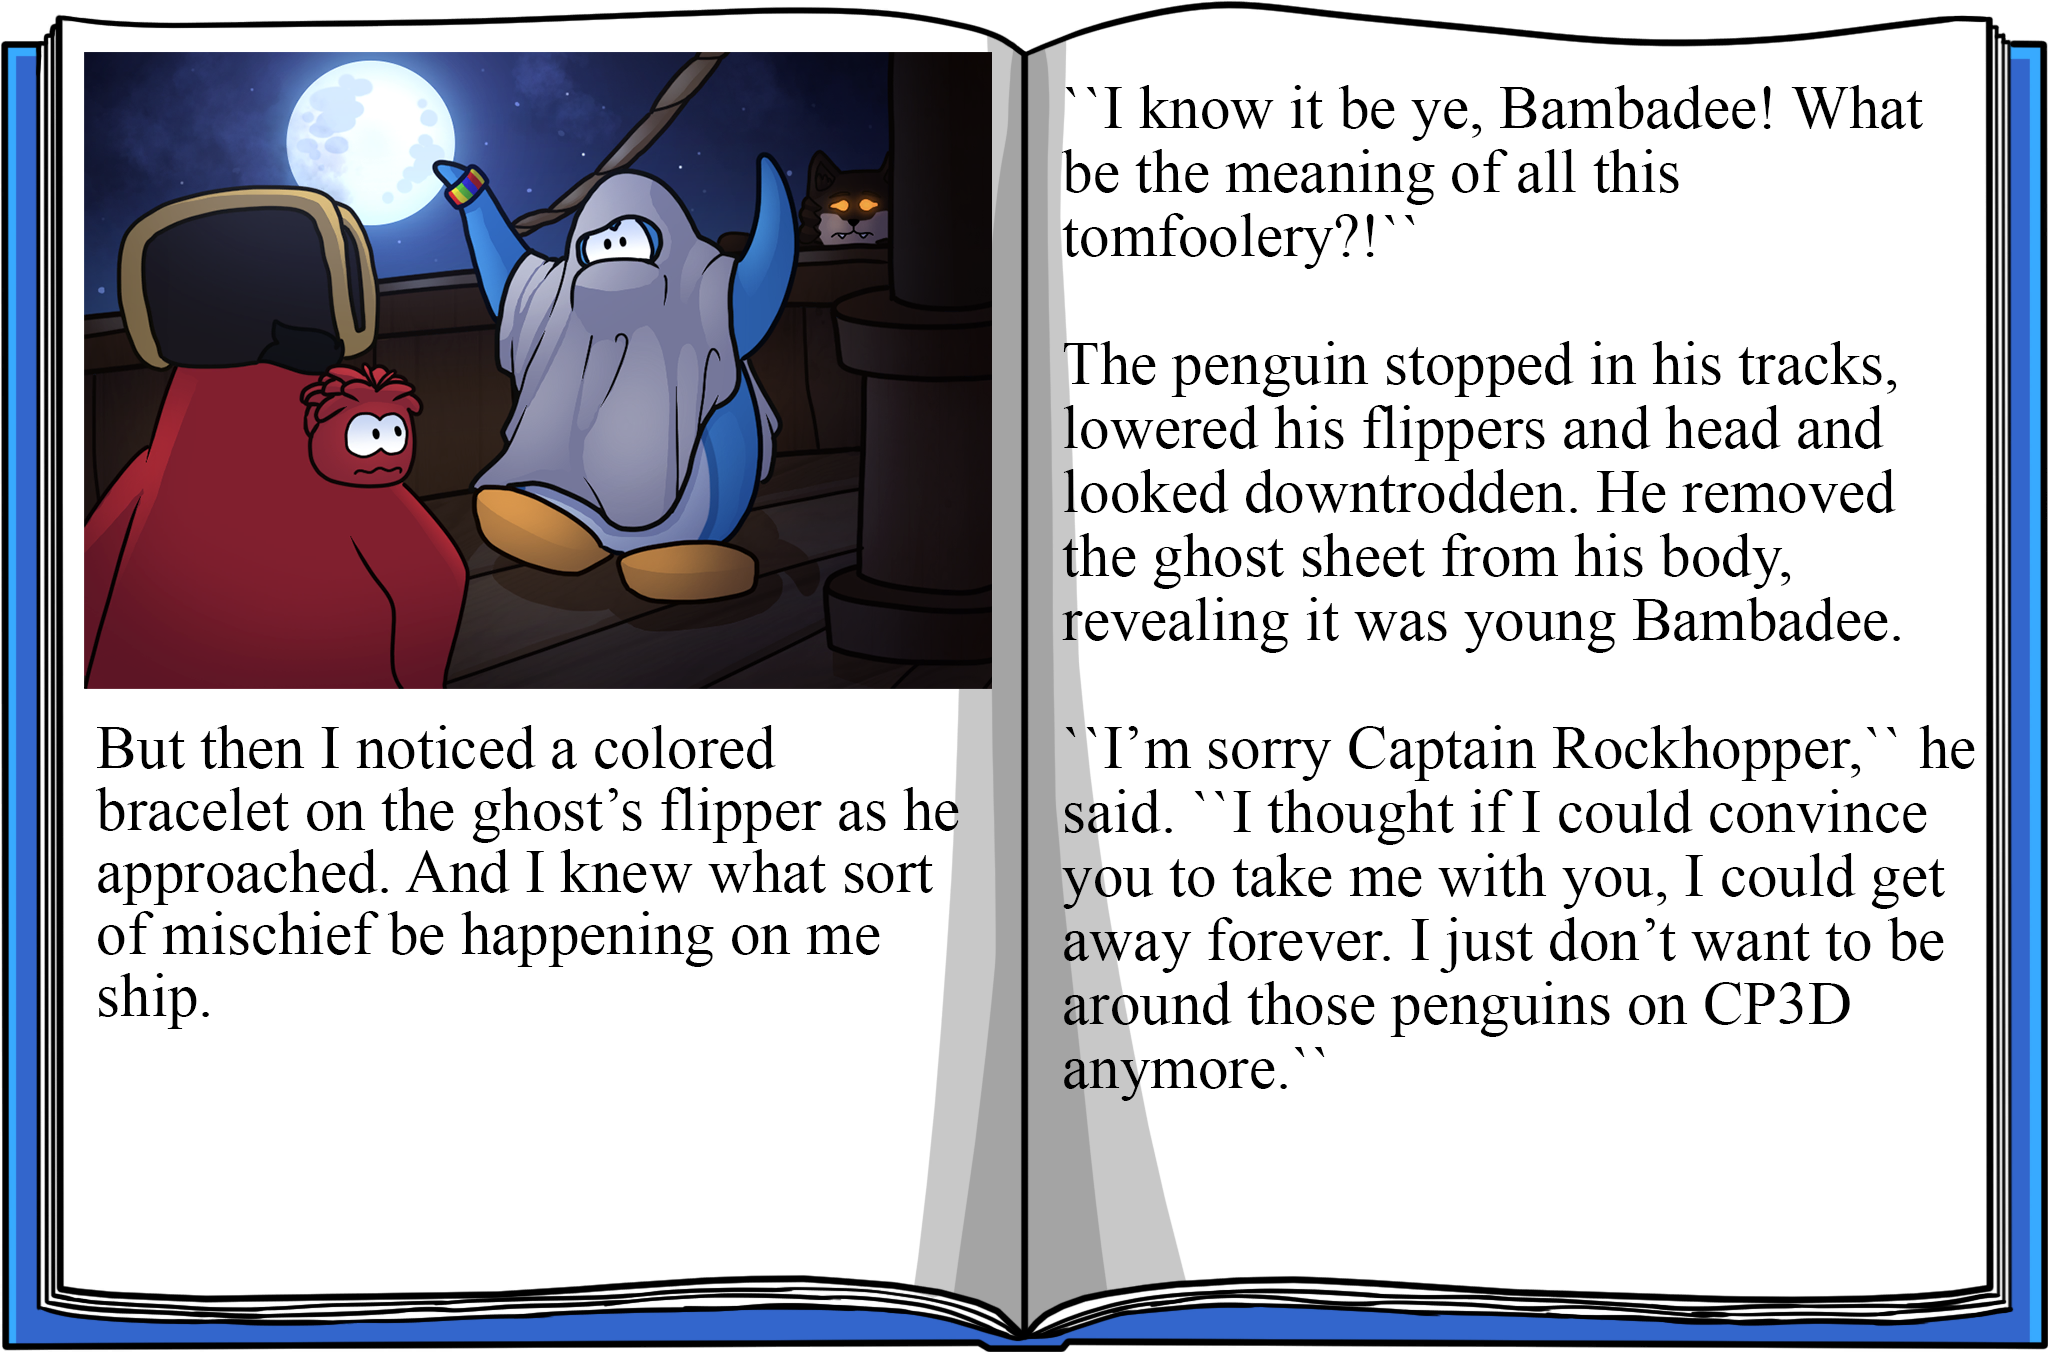 But then I noticed a colored
bracelet on the ghost’s flipper as he
approached. And I knew what sort
of mischief be happening on me
ship.
``I know it be ye, Bambadee! What
be the meaning of all this
tomfoolery?!``
The penguin stopped in his tracks,
lowered his flippers and head and
looked downtrodden. He removed
the ghost sheet from his body,
revealing it was young Bambadee.
``I’m sorry Captain Rockhopper,`` he
said. ``I thought if I could convince
you to take me with you, I could get
away forever. I just don’t want to be
around those penguins on CP3D
anymore.``